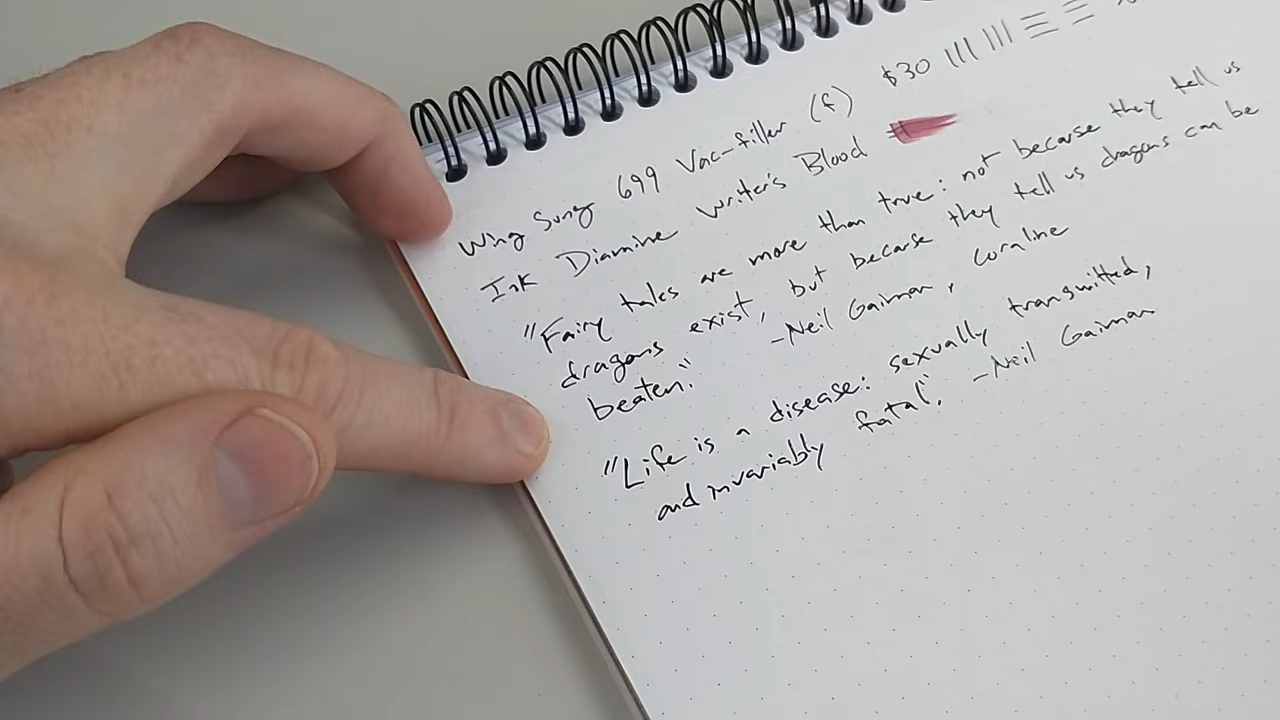 Wing Sung 699 Vac-filler (f) $30
Ink Diamine Writer's Blood
"Fairy tales are more than true: not because they tell us
dragons exist, but because they tell us dragons can be
beaten." -Neil Gaiman, Coraline
"Life is a disease: sexually transmitted,
and invariably fatal". -Neil Gaiman